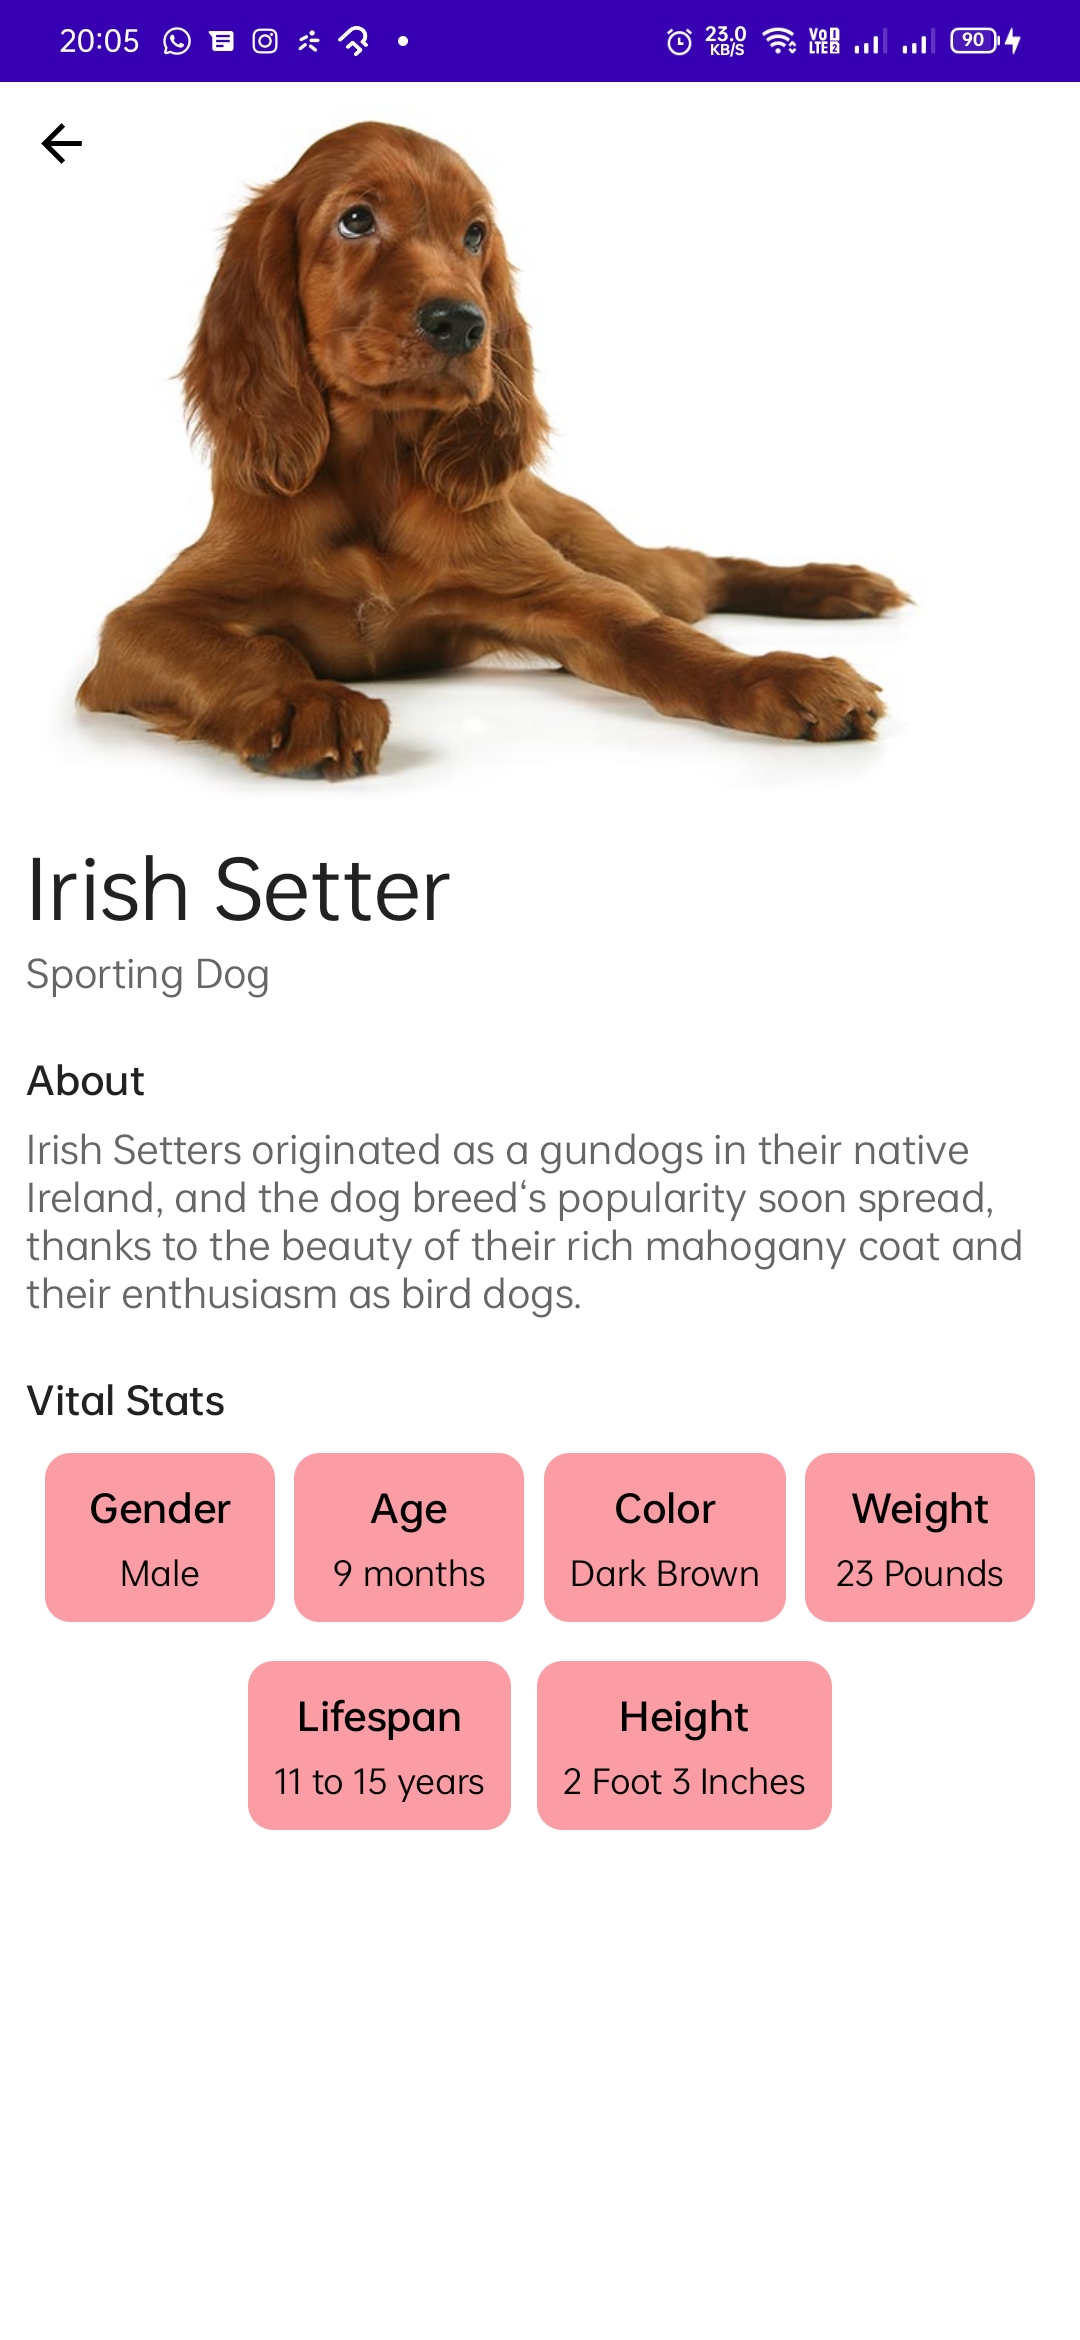 20:05 23.0 KB/S VoD LTE2 90
Irish Setter
Sporting Dog
About
Irish Setters originated as a gundogs in their native
Ireland, and the dog breed‘s popularity soon spread,
thanks to the beauty of their rich mahogany coat and
their enthusiasm as bird dogs.
Vital Stats
Gender Age Color Weight
Male 9 months Dark Brown 23 Pounds
Lifespan Height
11 to 15 years 2 Foot 3 Inches